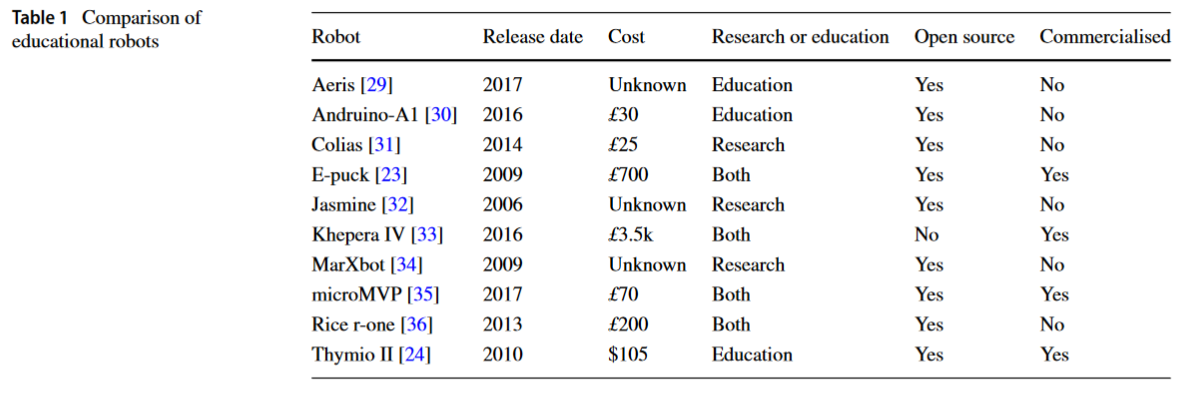 Table 1 Comparison of
educational robots
Robot Release date Cost Research or education Open source Commercialised
Aeris [29] 2017 Unknown Education Yes No
Andruino-A1 [30] 2016 £30 Education Yes No
Colias [31] 2014 £25 Research Yes No
E-puck [23] 2009 £700 Both Yes Yes
Jasmine [32] 2006 Unknown Research Yes No
Khepera IV [33] 2016 £3.5k Both No Yes
MarXbot [34] 2009 Unknown Research Yes No
microMVP [35] 2017 £70 Both Yes Yes
Rice r-one [36] 2013 £200 Both Yes No
Thymio II [24] 2010 $105 Education Yes Yes